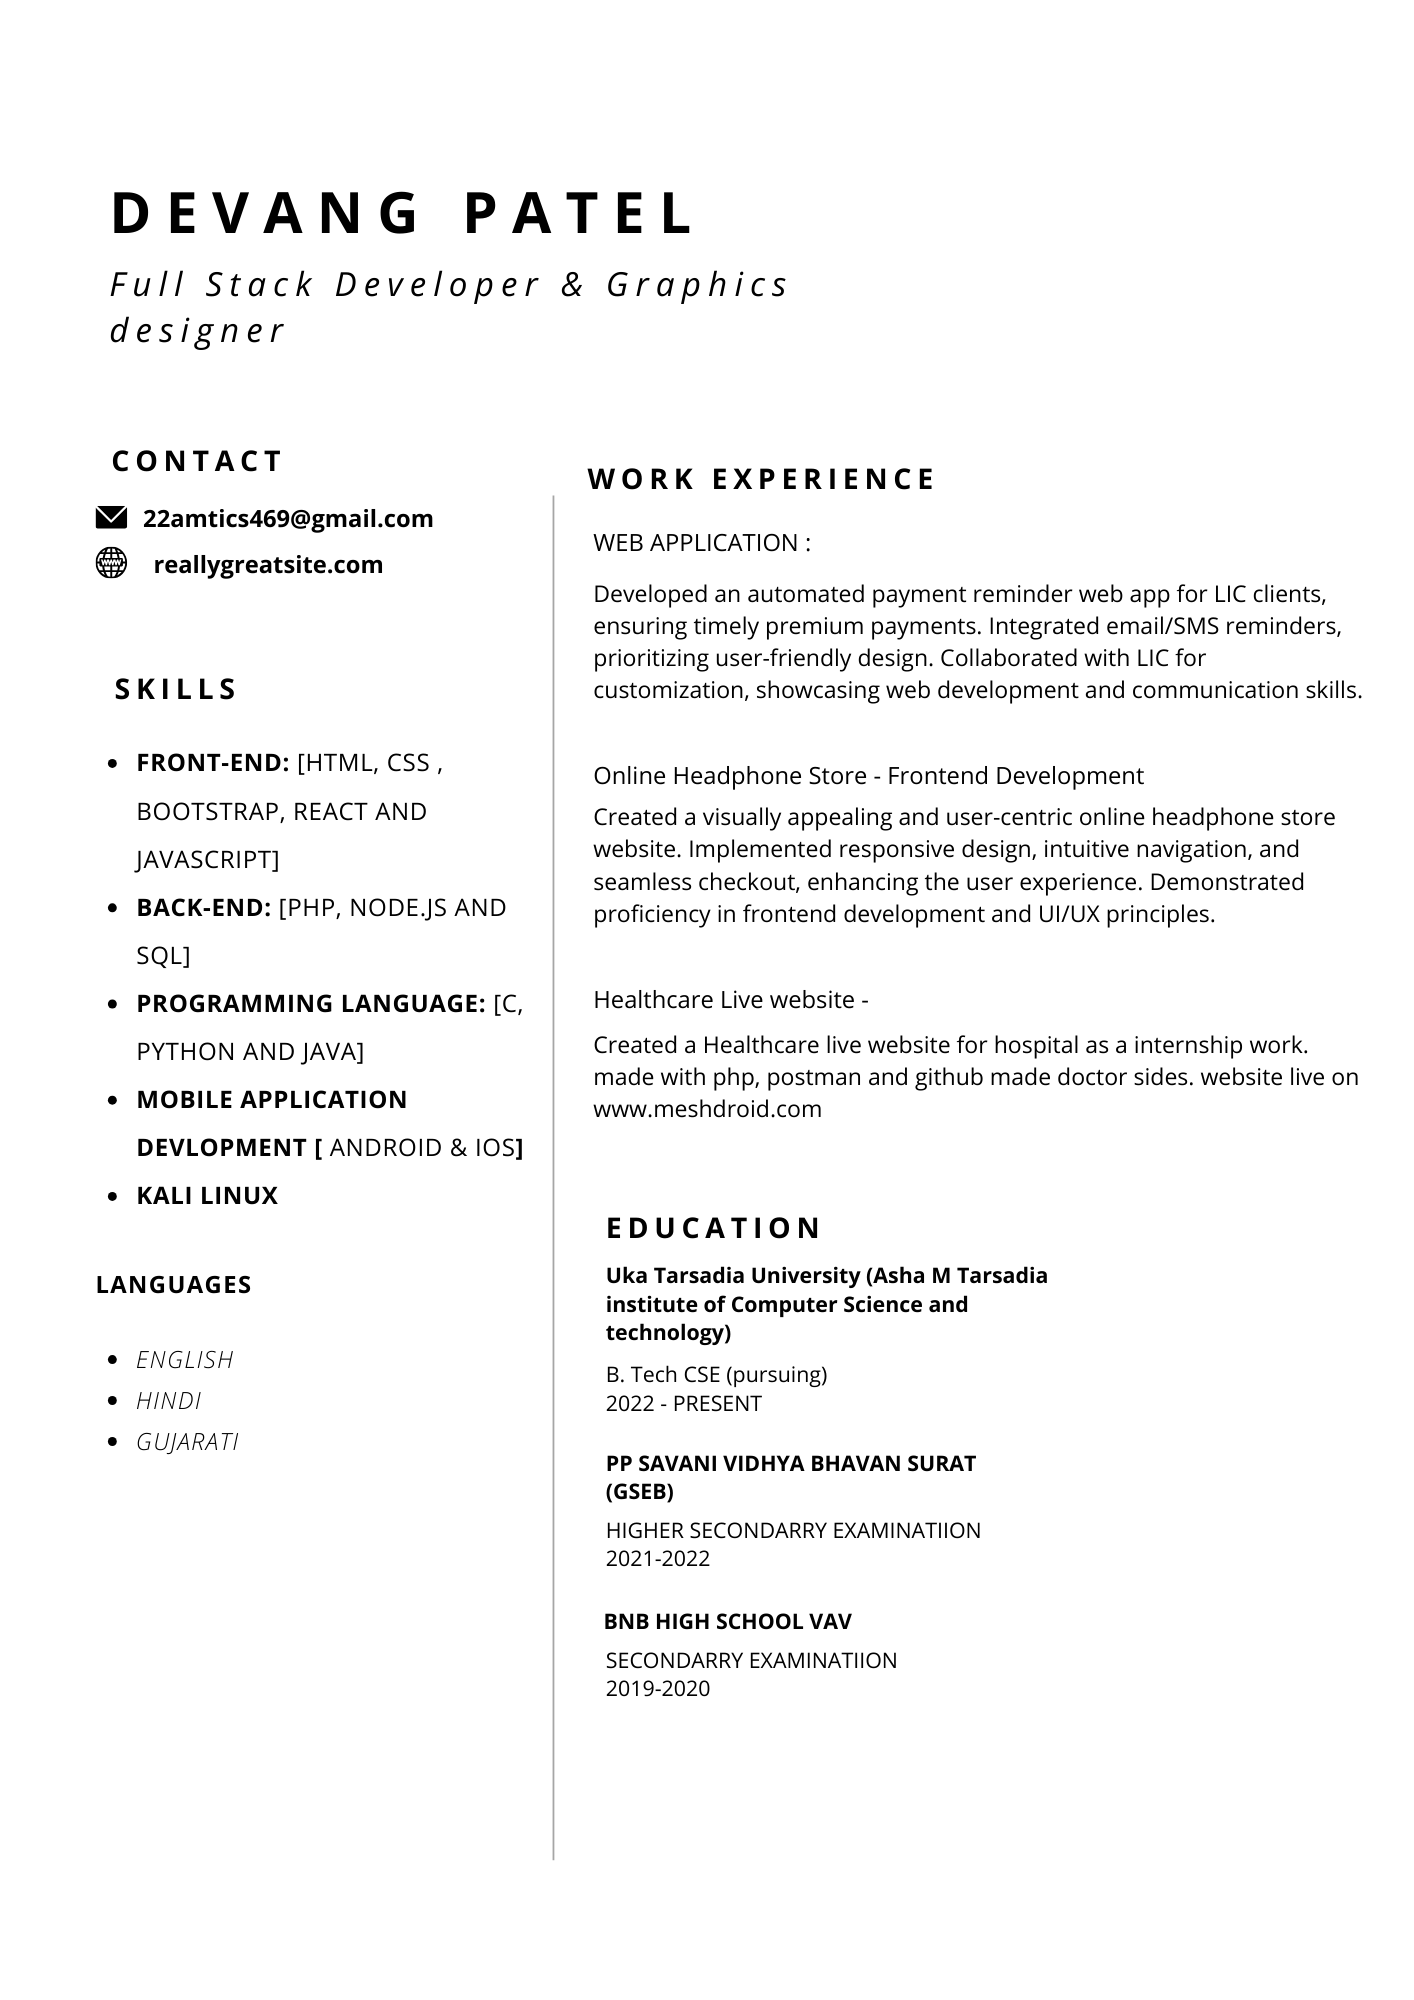 DEVANG PATEL
Full Stack Developer & Graphics
designer
CONTACT
22amtics469@gmail.com
reallygreatsite.com
SKILLS
FRONT-END: [HTML, CSS ,
BOOTSTRAP, REACT AND
JAVASCRIPT]
BACK-END: [PHP, NODE.JS AND
SQL]
PROGRAMMING LANGUAGE: [C,
PYTHON AND JAVA]
MOBILE APPLICATION
DEVLOPMENT [ ANDROID & IOS]
KALI LINUX
LANGUAGES
ENGLISH
HINDI
GUJARATI
WORK EXPERIENCE
WEB APPLICATION :
Developed an automated payment reminder web app for LIC clients,
ensuring timely premium payments. Integrated email/SMS reminders,
prioritizing user-friendly design. Collaborated with LIC for
customization, showcasing web development and communication skills.
Online Headphone Store - Frontend Development
Created a visually appealing and user-centric online headphone store
website. Implemented responsive design, intuitive navigation, and
seamless checkout, enhancing the user experience. Demonstrated
proficiency in frontend development and UI/UX principles.
Healthcare Live website -
Created a Healthcare live website for hospital as a internship work.
made with php, postman and github made doctor sides. website live on
www.meshdroid.com
EDUCATION
Uka Tarsadia University (Asha M Tarsadia
institute of Computer Science and
technology)
B. Tech CSE (pursuing)
2022 - PRESENT
PP SAVANI VIDHYA BHAVAN SURAT
(GSEB)
HIGHER SECONDARRY EXAMINATIION
2021-2022
BNB HIGH SCHOOL VAV
SECONDARRY EXAMINATIION
2019-2020